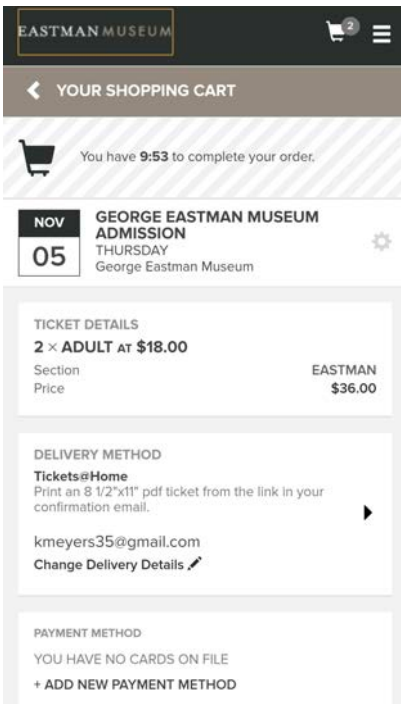 EASTMAN MUSEUM
2
YOUR SHOPPING CART
You have 9:53 to complete your order.
NOV
05
GEORGE EASTMAN MUSEUM
ADMISSION
THURSDAY
George Eastman Museum
TICKET DETAILS
2 × ADULT AT $18.00
Section EASTMAN
Price $36.00
DELIVERY METHOD
Tickets@Home
Print an 8 1/2"x11" pdf ticket from the link in your
confirmation email.
kmeyers35@gmail.com
Change Delivery Details
PAYMENT METHOD
YOU HAVE NO CARDS ON FILE
+ ADD NEW PAYMENT METHOD